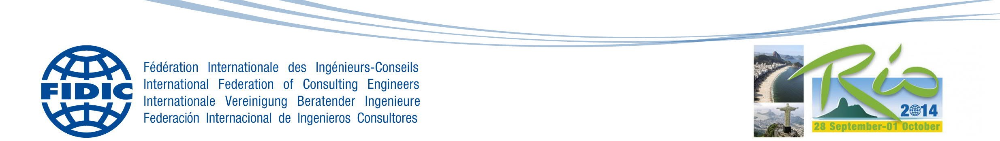 FIDIC
Fédération Internationale des Ingénieurs-Conseils
International Federation of Consulting Engineers
Internationale Vereinigung Beratender Ingenieure
Federación Internacional de Ingenieros Consultores
Rio
2014
FIDIC
28 September-01 October